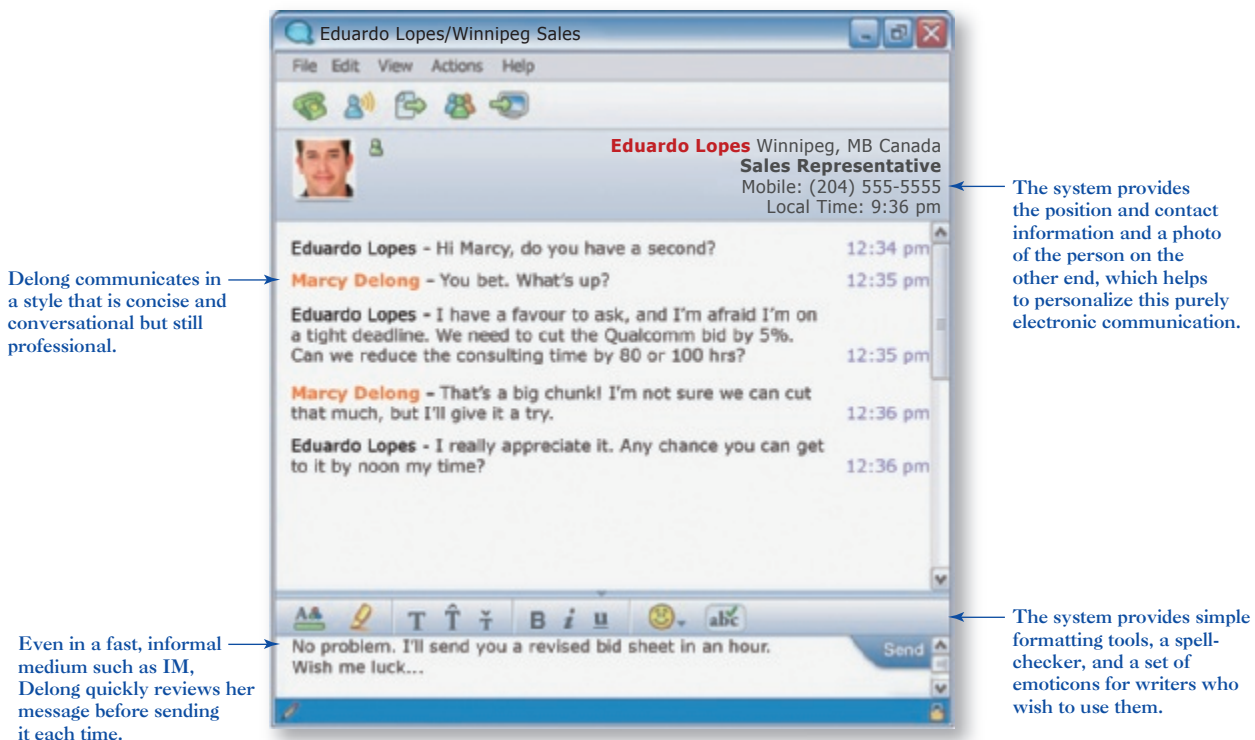 Eduardo Lopes/Winnipeg Sales
File Edit View Actions Help
Eduardo Lopes Winnipeg, MB Canada
Sales Representative
Mobile: (204) 555-5555
Local Time: 9:36 pm
The system provides
the position and contact
information and a photo
of the person on the
other end, which helps
to personalize this purely
electronic communication.
Eduardo Lopes - Hi Marcy, do you have a second? 12:34 pm
Delong communicates in
a style that is concise and
conversational but still
professional.
Marcy Delong - You bet. What's up? 12:35 pm
Eduardo Lopes - I have a favour to ask, and I'm afraid I'm on
a tight deadline. We need to cut the Qualcomm bid by 5%.
Can we reduce the consulting time by 80 or 100 hrs? 12:35 pm
Marcy Delong - That's a big chunk! I'm not sure we can cut
that much, but I'll give it a try. 12:36 pm
Eduardo Lopes - I really appreciate it. Any chance you can get
to it by noon my time? 12:36 pm
A& T T T B i u abc
The system provides simple
formatting tools, a spell-
checker, and a set of
emoticons for writers who
wish to use them.
Even in a fast, informal
medium such as IM,
Delong quickly reviews her
message before sending
it each time.
No problem. I'll send you a revised bid sheet in an hour.
Wish me luck...
Send